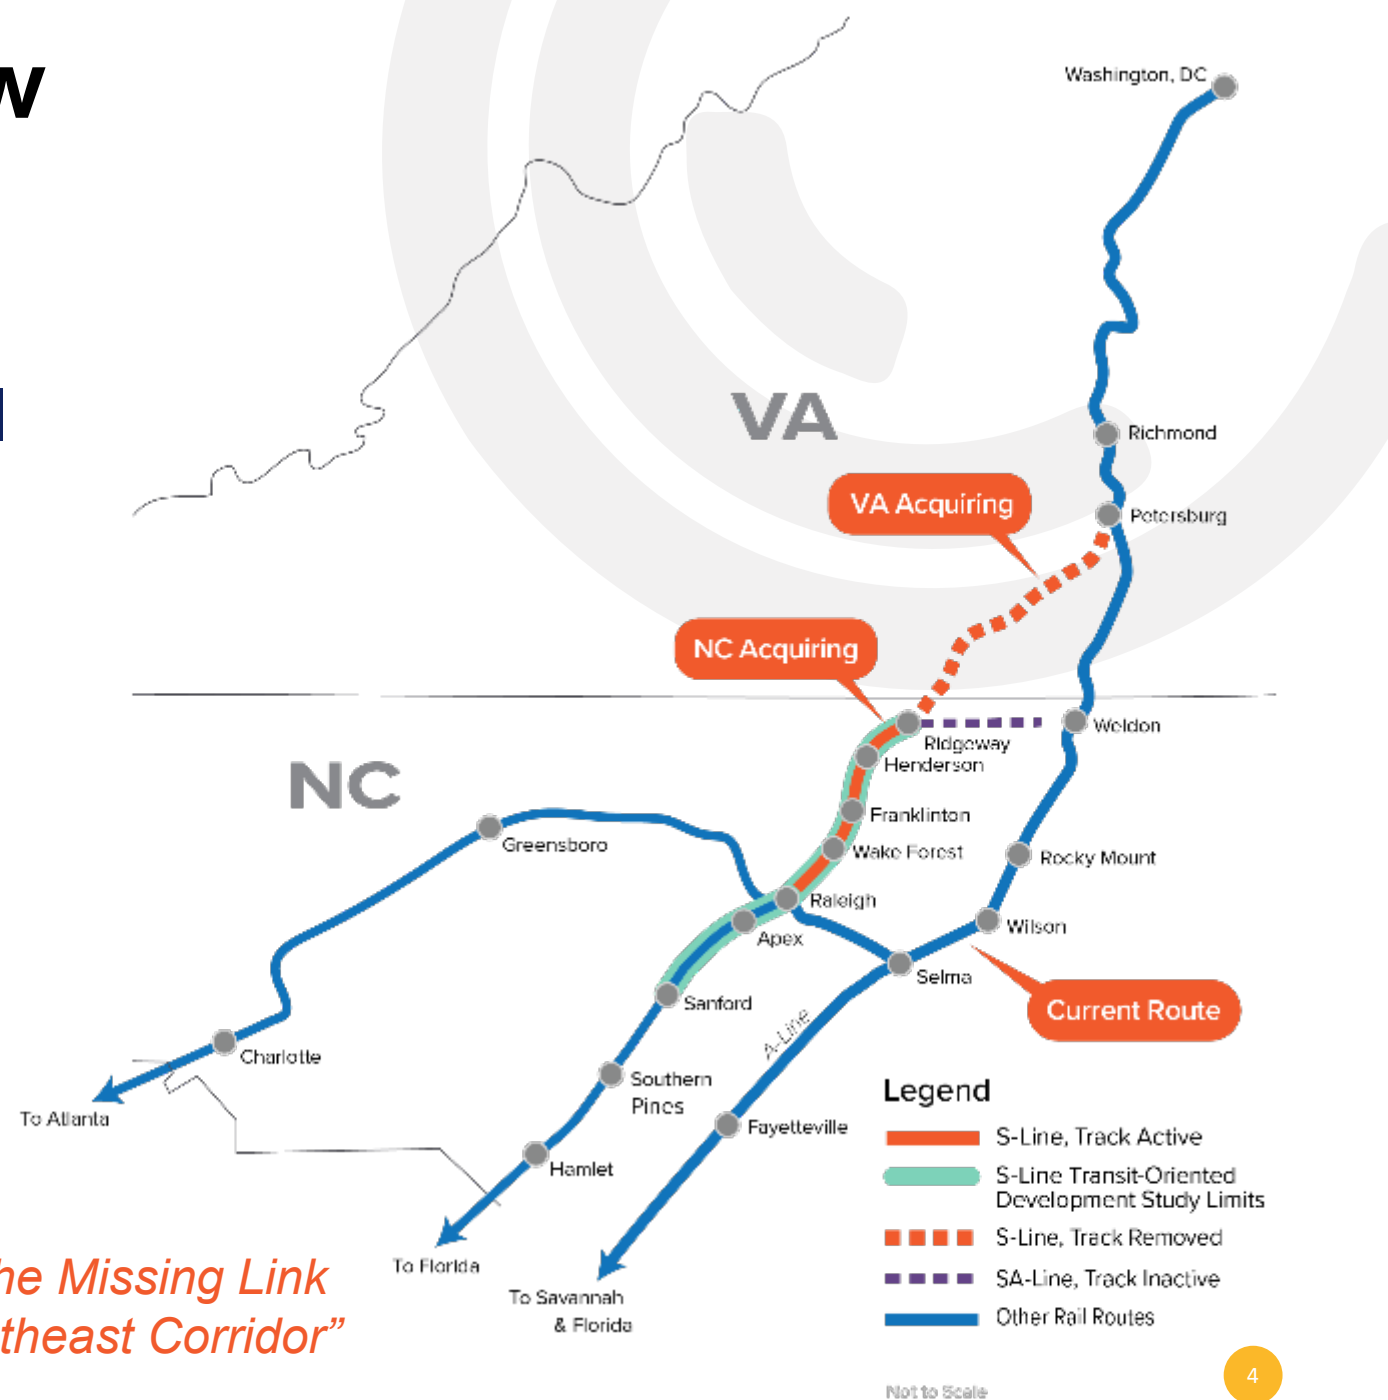 Washington, DC
VA
Richmond
VA Acquiring
Petersburg
NC Acquiring
Weldon
Ridgeway
Henderson
NC
Franklinton
Greensboro
Wake Forest
Rocky Mount
Raleigh
Wilson
Apex
Selma
Sanford
Current Route
A-Line
Charlotte
Southern
Pines
To Atlanta
Fayetteville
Hamlet
To Florida
To Savannah
& Florida
Legend
S-Line, Track Active
S-Line Transit-Oriented
Development Study Limits
S-Line, Track Removed
SA-Line, Track Inactive
Other Rail Routes
Not to Scale
he Missing Link
theast Corridor”
4